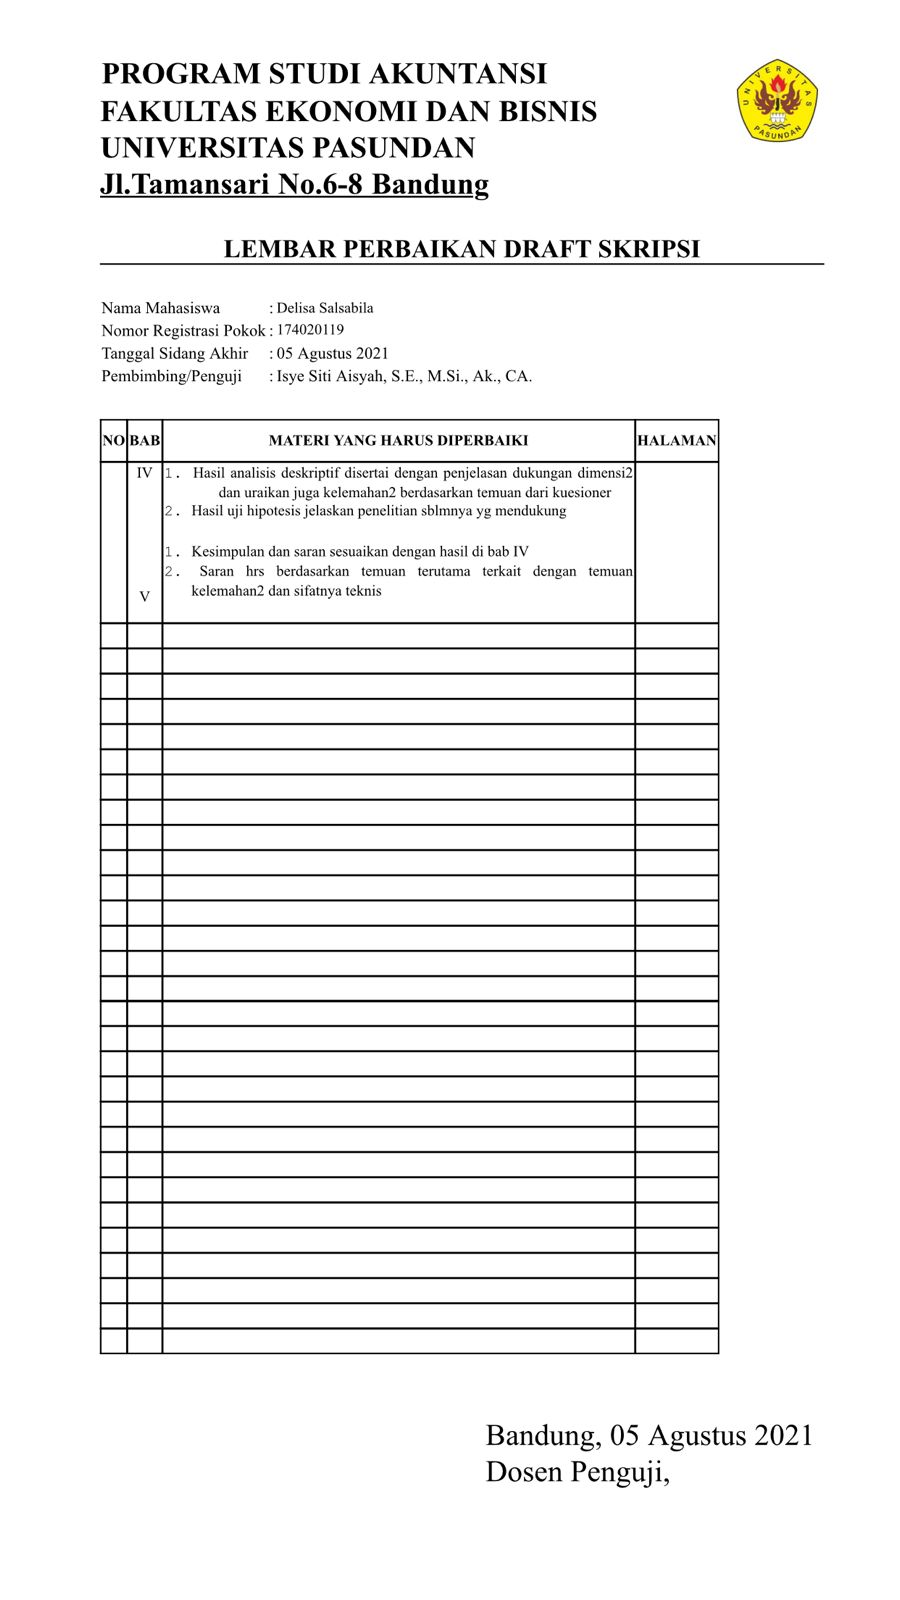 PROGRAM STUDI AKUNTANSI
FAKULTAS EKONOMI DAN BISNIS
UNIVERSITAS PASUNDAN
Jl.Tamansari No.6-8 Bandung
UNIVERSITAS
PASUNDAN
LEMBAR PERBAIKAN DRAFT SKRIPSI
Nama Mahasiswa : Delisa Salsabila
Nomor Registrasi Pokok : 174020119
Tanggal Sidang Akhir : 05 Agustus 2021
Pembimbing/Penguji : Isye Siti Aisyah, S.E., M.Si., Ak., CA.
NO BAB MATERI YANG HARUS DIPERBAIKI HALAMAN
IV 1. Hasil analisis deskriptif disertai dengan penjelasan dukungan dimensi2
dan uraikan juga kelemahan2 berdasarkan temuan dari kuesioner
2. Hasil uji hipotesis jelaskan penelitian sblmnya yg mendukung
1. Kesimpulan dan saran sesuaikan dengan hasil di bab IV
2. Saran hrs berdasarkan temuan terutama terkait dengan temuan
V kelemahan2 dan sifatnya teknis
Bandung, 05 Agustus 2021
Dosen Penguji,